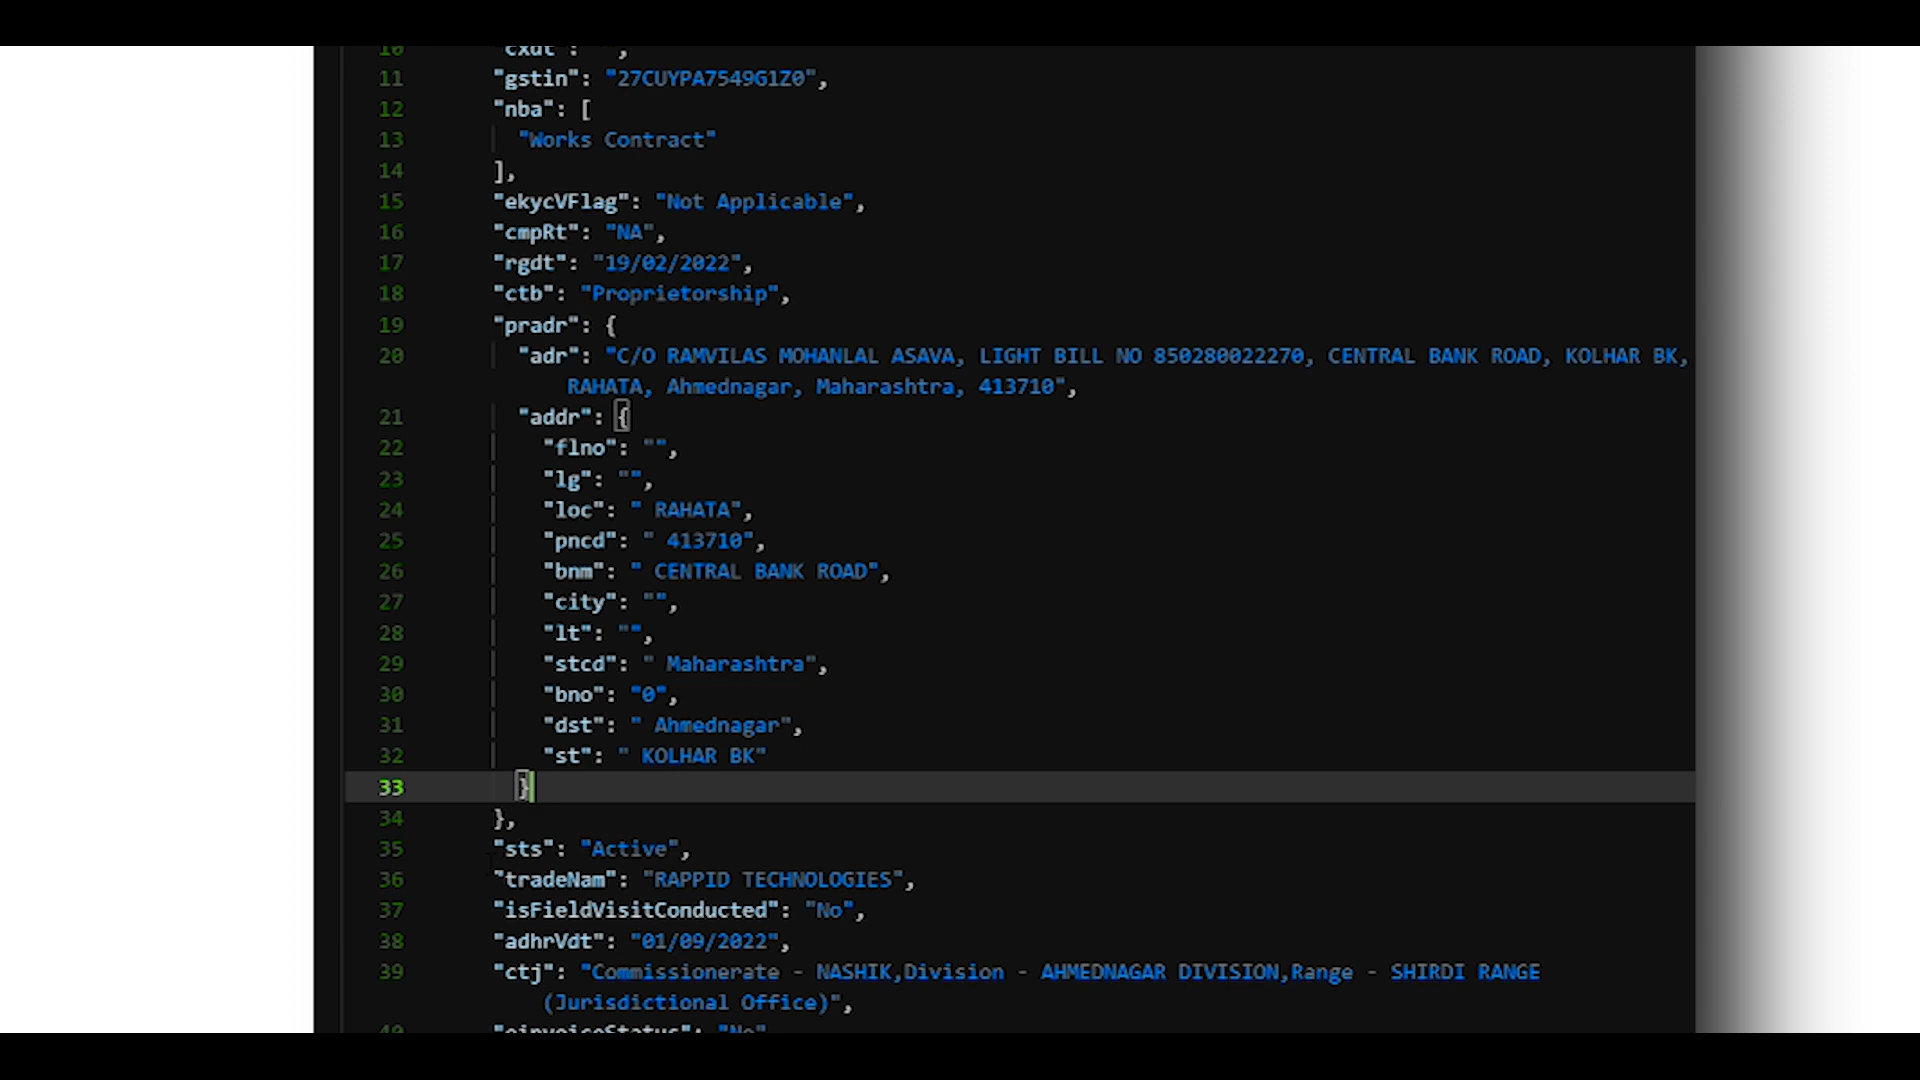 10 "cxdt": "",
11 "gstin": "27CUYPA7549G1Z0",
12 "nba": [
13 "Works Contract"
14 ],
15 "ekycVFlag": "Not Applicable",
16 "cmpRt": "NA",
17 "rgdt": "19/02/2022",
18 "ctb": "Proprietorship",
19 "pradr": {
20 "adr": "C/O RAMVILAS MOHANLAL ASAVA, LIGHT BILL NO 850280022270, CENTRAL BANK ROAD, KOLHAR BK,
RAHATA, Ahmednagar, Maharashtra, 413710",
21 "addr": {
22 "flno": "",
23 "lg": "",
24 "loc": " RAHATA",
25 "pncd": " 413710",
26 "bnm": " CENTRAL BANK ROAD",
27 "city": "",
28 "lt": "",
29 "stcd": " Maharashtra",
30 "bno": "0",
31 "dst": " Ahmednagar",
32 "st": " KOLHAR BK"
33 }
34 },
35 "sts": "Active",
36 "tradeNam": "RAPPID TECHNOLOGIES",
37 "isFieldVisitConducted": "No",
38 "adhrVdt": "01/09/2022",
39 "ctj": "Commissionerate - NASHIK,Division - AHMEDNAGAR DIVISION,Range - SHIRDI RANGE
(Jurisdictional Office)",
40 "einvoiceStatus": "No"